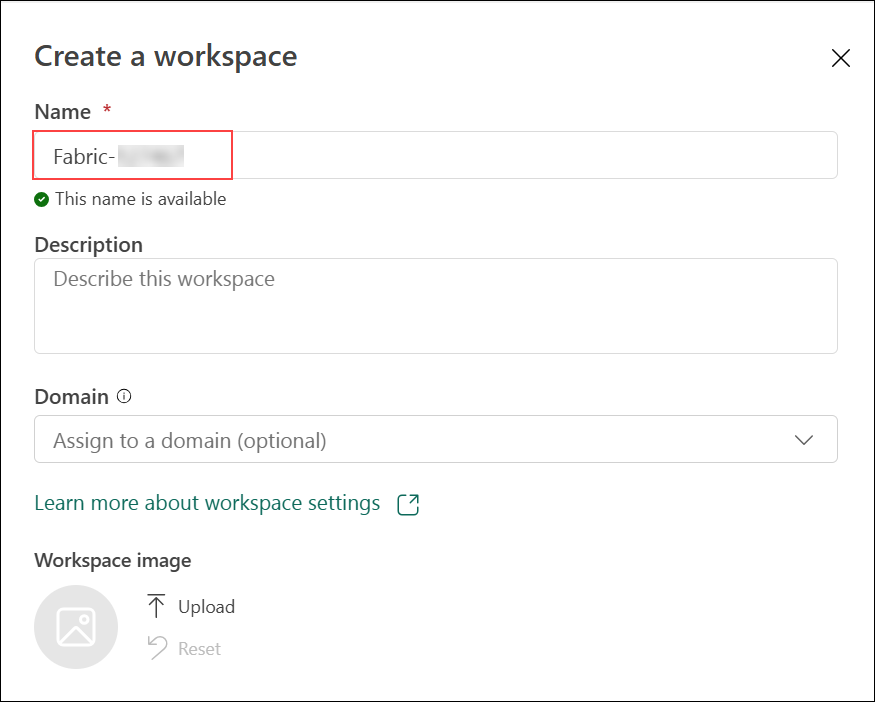 Create a workspace
Name *
Fabric-
This name is available
Description
Describe this workspace
Domain
Assign to a domain (optional)
Learn more about workspace settings
Workspace image
Upload
Reset